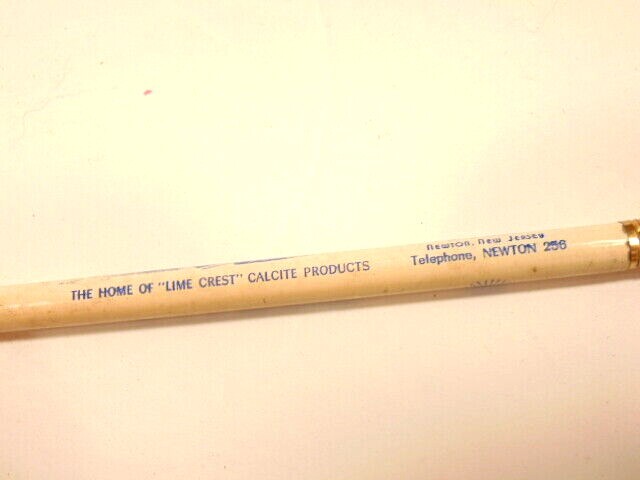 NEWTON, NEW JERSEY
THE HOME OF "LIME CREST" CALCITE PRODUCTS
Telephone, NEWTON 256